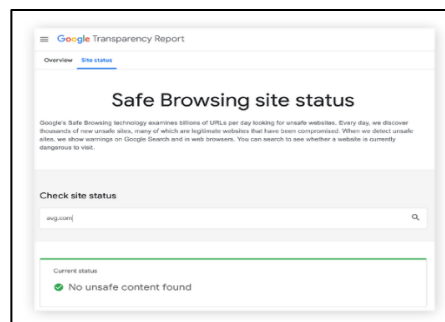 Google Transparency Report
Overview Site status
Safe Browsing site status
Google's Safe Browsing technology examines billions of URLs per day looking for unsafe websites. Every day, we discover
thousands of new unsafe sites, many of which are legitimate websites that have been compromised. When we detect unsafe
sites, we show warnings on Google Search and in web browsers. You can search to see whether a website is currently
dangerous to visit.
Check site status
avg.com
Current status
No unsafe content found